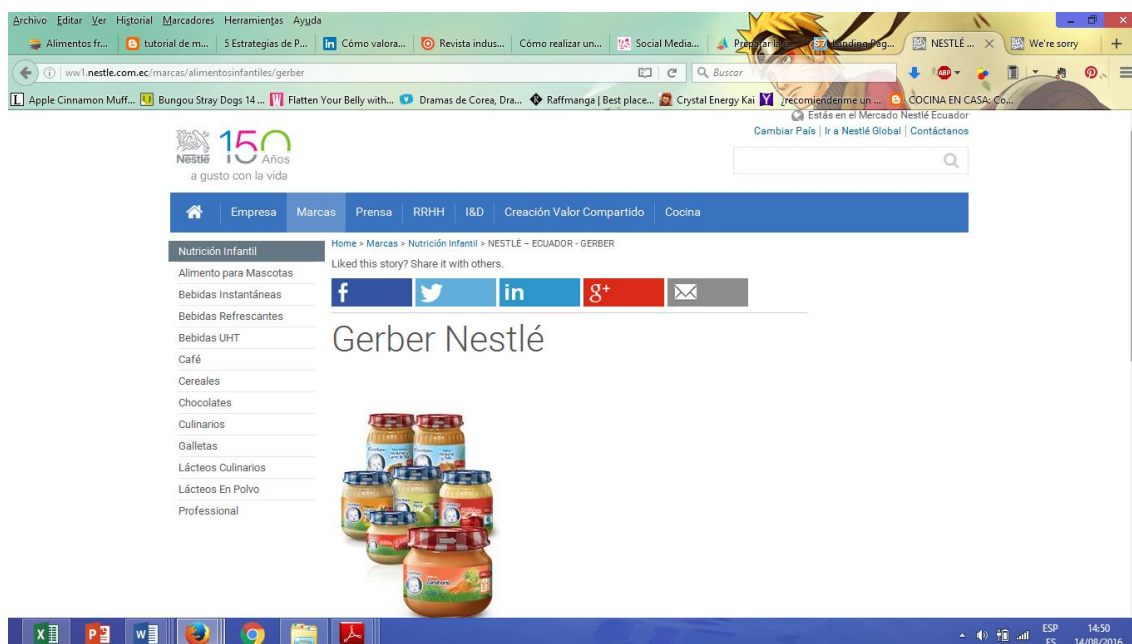 Archivo Editar Ver Historial Marcadores Herramientas Ayuda
Alimentos fr... tutorial de m... 5 Estrategias de P... Cómo valora... Revista indus... Cómo realizar un... Social Media... Preparar la Landing Pag... NESTLÉ ... We're sorry
ww1.nestle.com.ec/marcas/alimentosinfantiles/gerber Buscar
Apple Cinnamon Muff... Bungou Stray Dogs 14 ... Flatten Your Belly with... Dramas de Corea, Dra... Raffmanga | Best place... Crystal Energy Kai ¿recomiendenme un ... COCINA EN CASA: Co...
Estás en el Mercado Nestlé Ecuador
Cambiar País | Ir a Nestlé Global | Contáctanos
Nestlé 150 Años
a gusto con la vida
Empresa Marcas Prensa RRHH I&D Creación Valor Compartido Cocina
Nutrición Infantil
Alimento para Mascotas
Bebidas Instantáneas
Bebidas Refrescantes
Bebidas UHT
Café
Cereales
Chocolates
Culinarios
Galletas
Lácteos Culinarios
Lácteos En Polvo
Professional
Home > Marcas > Nutrición Infantil > NESTLÉ – ECUADOR - GERBER
Liked this story? Share it with others.
Gerber Nestlé
Zanahoria
ESP 14:50
ES 14/08/2016